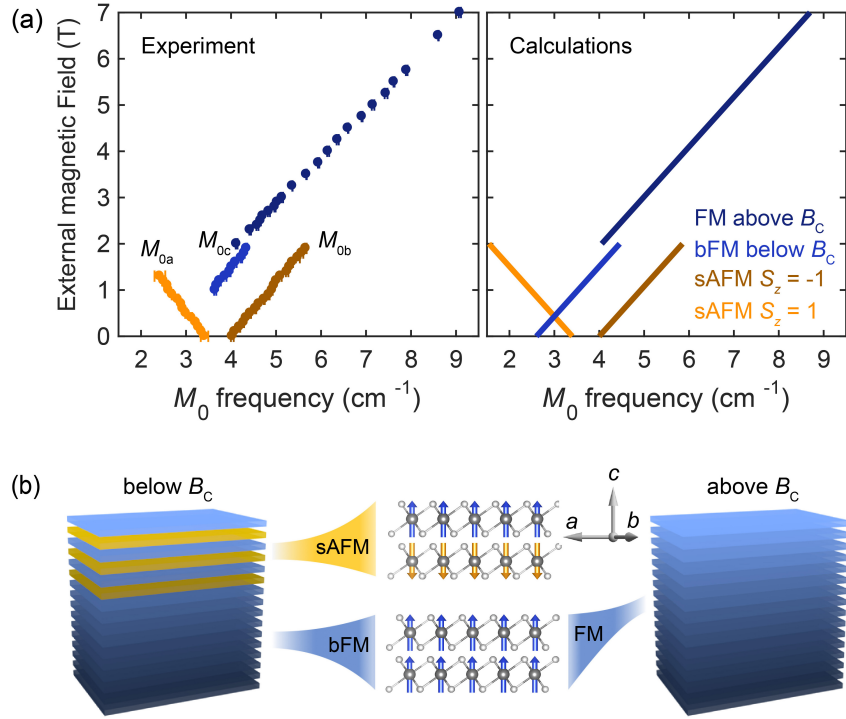 (a)
Experiment
Calculations
External magnetic Field (T)
7
6
5
4
3
2
1
0
M0a
M0c
M0b
FM above BC
bFM below BC
sAFM Sz = -1
sAFM Sz = 1
2 3 4 5 6 7 8 9
2 3 4 5 6 7 8 9
M0 frequency (cm -1)
M0 frequency (cm -1)
(b)
below BC
above BC
sAFM
bFM
FM
c
a
b